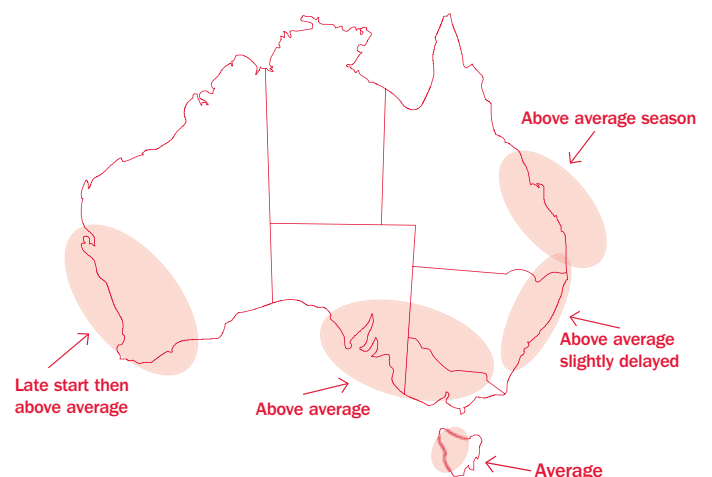 Above average season
Above average
slightly delayed
Late start then
above average
Above average
Average